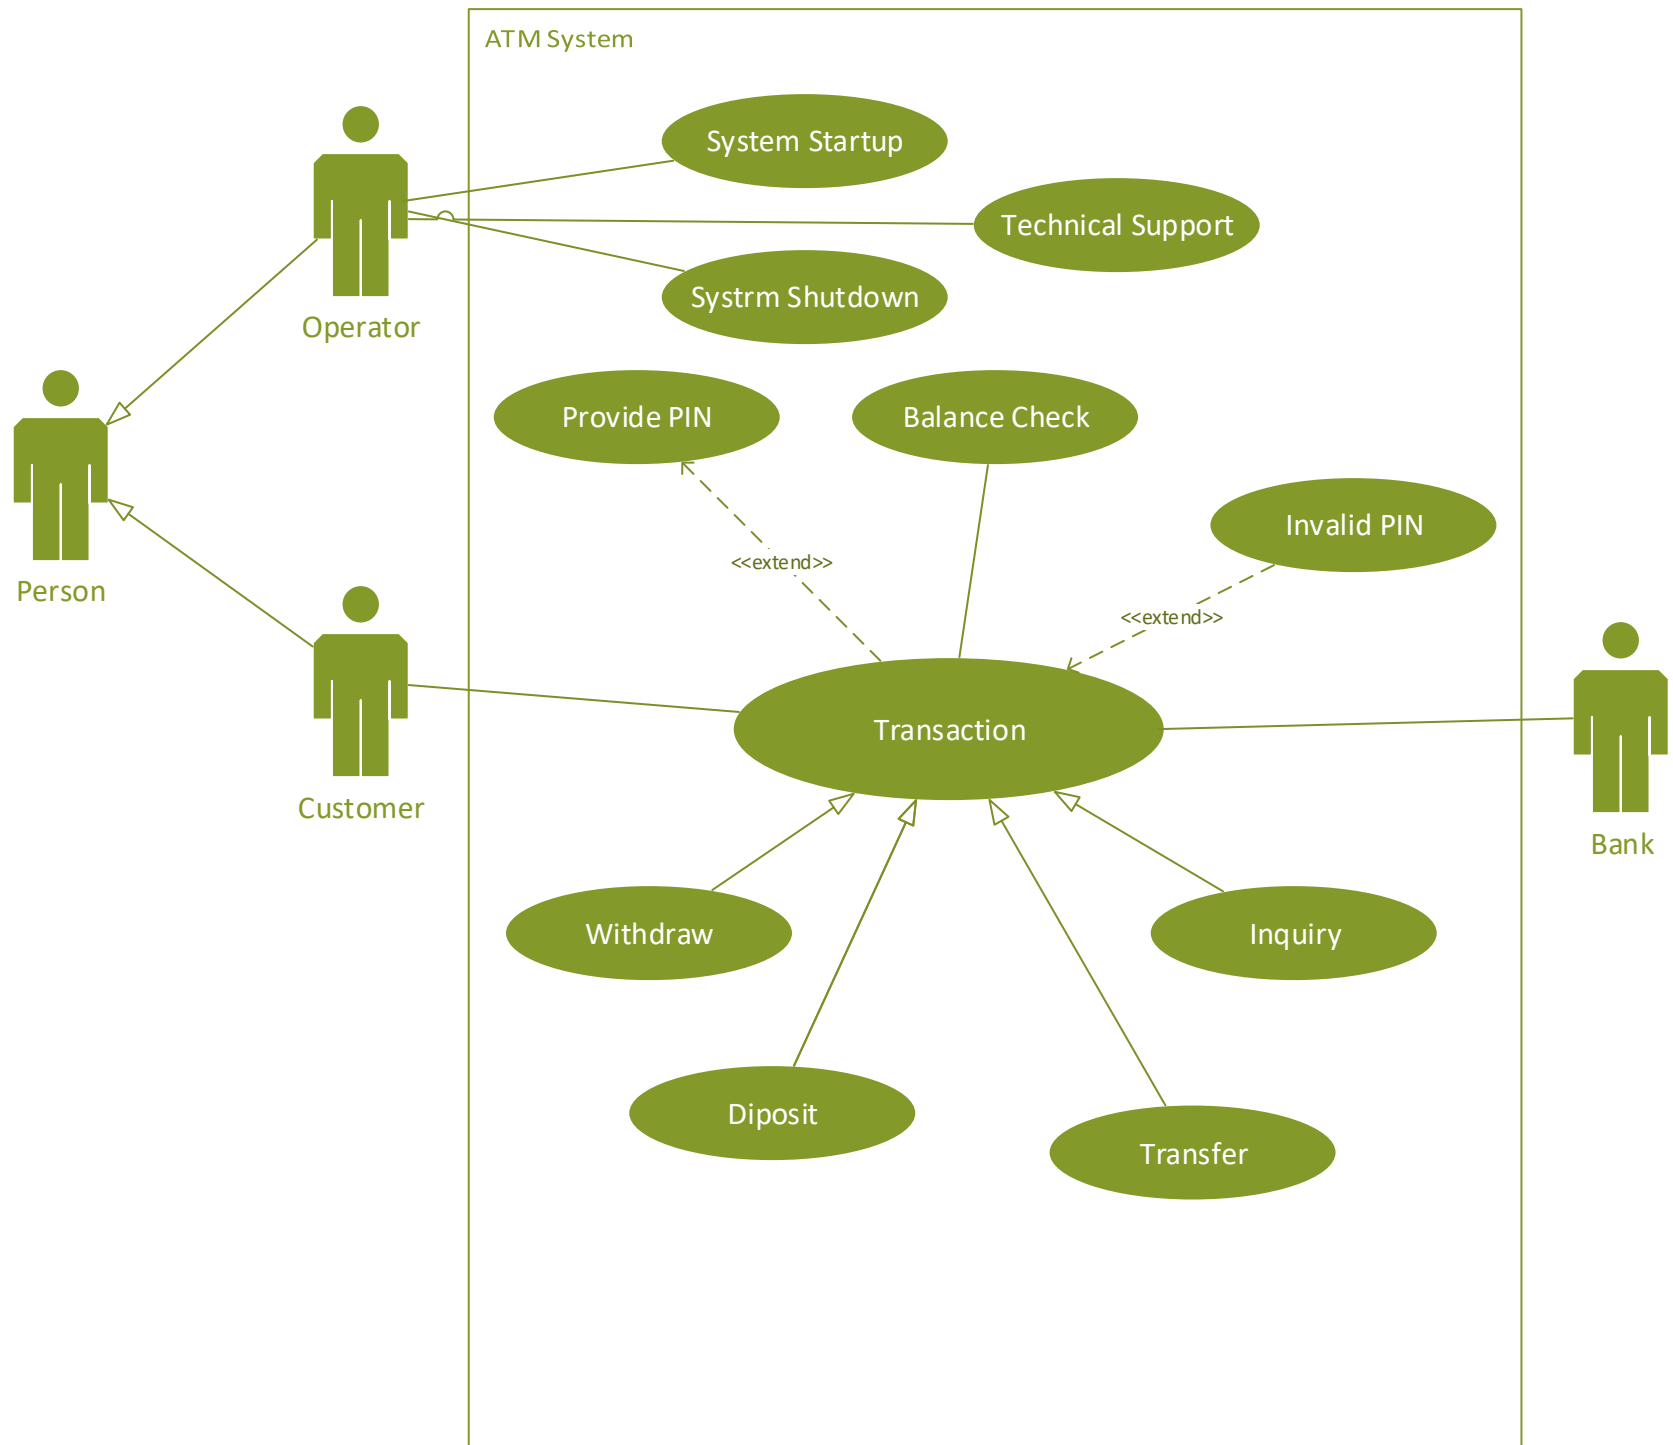 ATM System
System Startup
Technical Support
Systrm Shutdown
Operator
Provide PIN
Balance Check
Invalid PIN
<<extend>>
Person
<<extend>>
Transaction
Customer
Bank
Withdraw
Inquiry
Diposit
Transfer